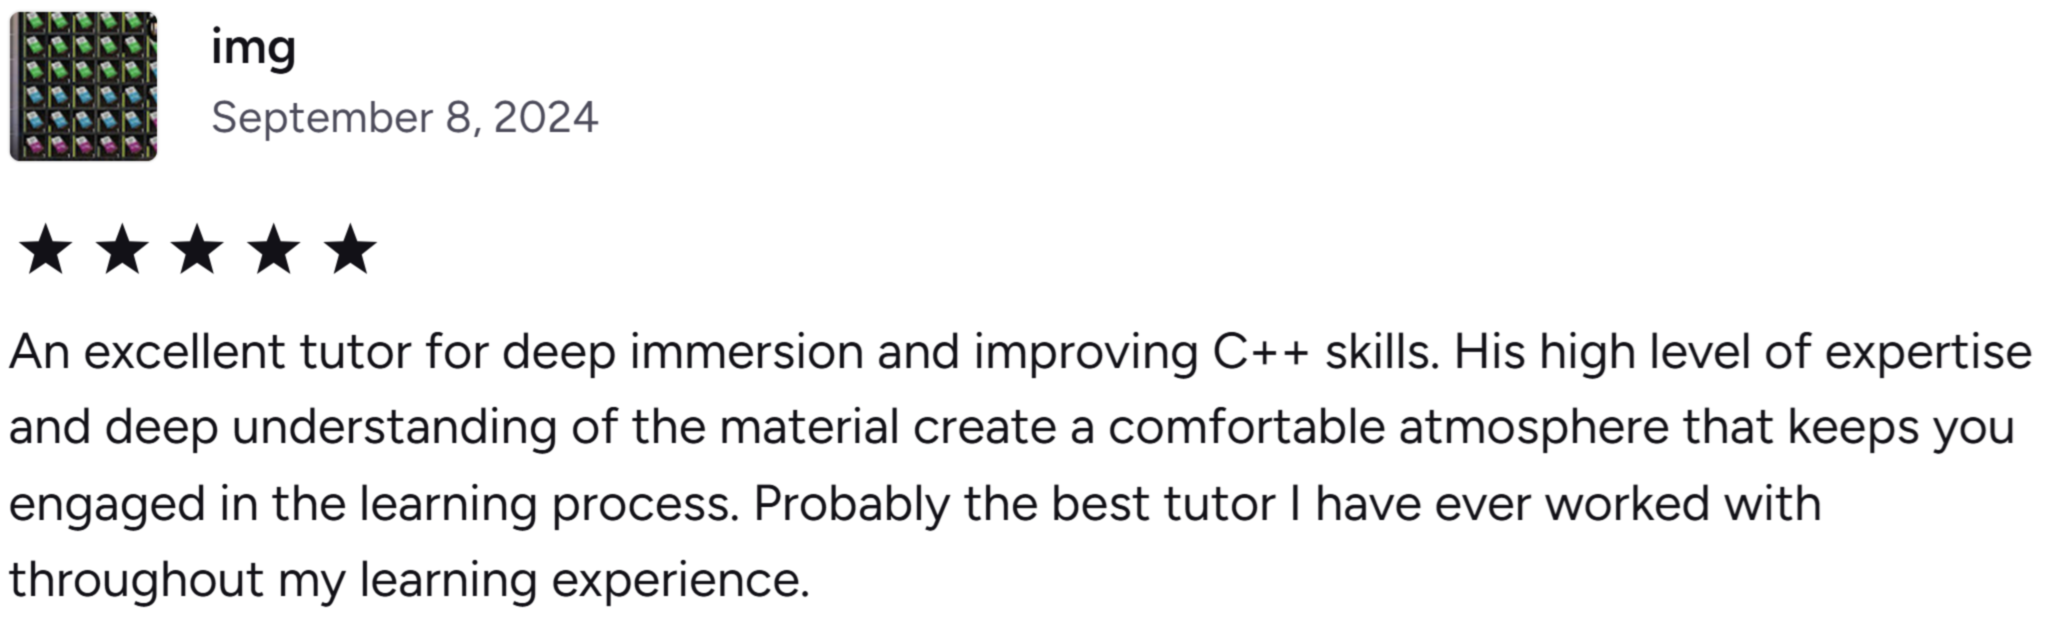 img
September 8, 2024
An excellent tutor for deep immersion and improving C++ skills. His high level of expertise
and deep understanding of the material create a comfortable atmosphere that keeps you
engaged in the learning process. Probably the best tutor I have ever worked with
throughout my learning experience.